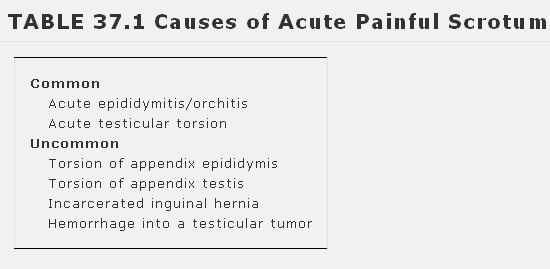 TABLE 37.1 Causes of Acute Painful Scrotum
Common
Acute epididymitis/orchitis
Acute testicular torsion
Uncommon
Torsion of appendix epididymis
Torsion of appendix testis
Incarcerated inguinal hernia
Hemorrhage into a testicular tumor